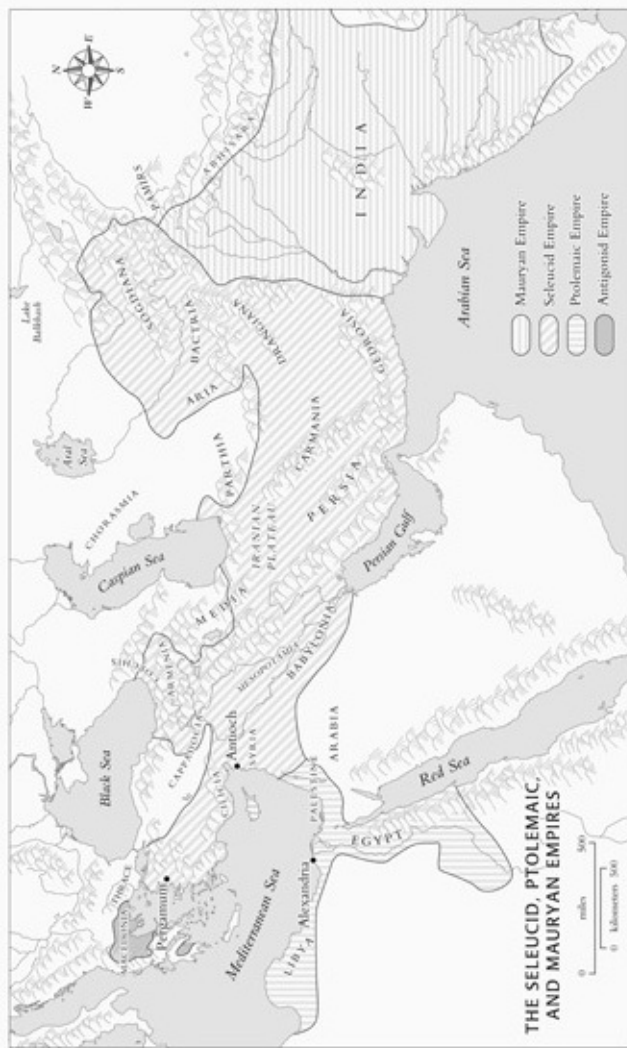 THE SELEUCID, PTOLEMAIC,
AND MAURYAN EMPIRES
0 miles 500
0 kilometers 500
N
E
S
W
Mauryan Empire
Seleucid Empire
Ptolemaic Empire
Antigonid Empire
Lake
Balkhash
Aral
Sea
CHORASMIA
Caspian Sea
Black Sea
THRACE
MACEDONIA
Pergamum
CAPPADOCIA
ARMENIA
MEDIA
PARTHIA
ARIA
SOGDIANA
BACTRIA
PAMIRS
ABHISARA
DRANGIANA
GEDROSIA
CARMANIA
IRANIAN
PLATEAU
PERSIA
MESOPOTAMIA
BABYLONIA
CILICIA
Antioch
SYRIA
PALESTINE
ARABIA
Mediterranean Sea
Alexandria
LIBYA
EGYPT
Red Sea
Persian Gulf
Arabian Sea
INDIA